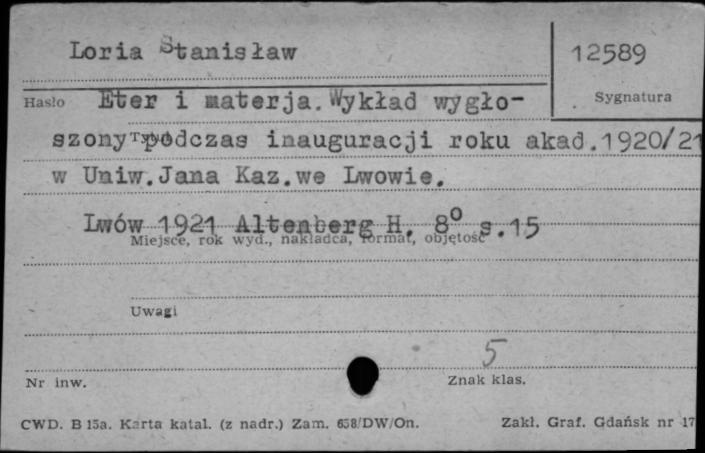 Loria Stanisław
12589
Hasło
Sygnatura
Eter i materja. Wykład wygło-
szony podczas inauguracji roku akad.1920/21
Tytuł
w Uniw.Jana Kaz.we Lwowie.
Lwów 1921 Altenberg H. 8° s.15
Miejsce, rok wyd., nakładca, format, objętość
Uwagi
5
Nr inw.
Znak klas.
CWD. B 15a. Karta katal. (z nadr.) Zam. 658/DW/On.
Zakł. Graf. Gdańsk nr 17